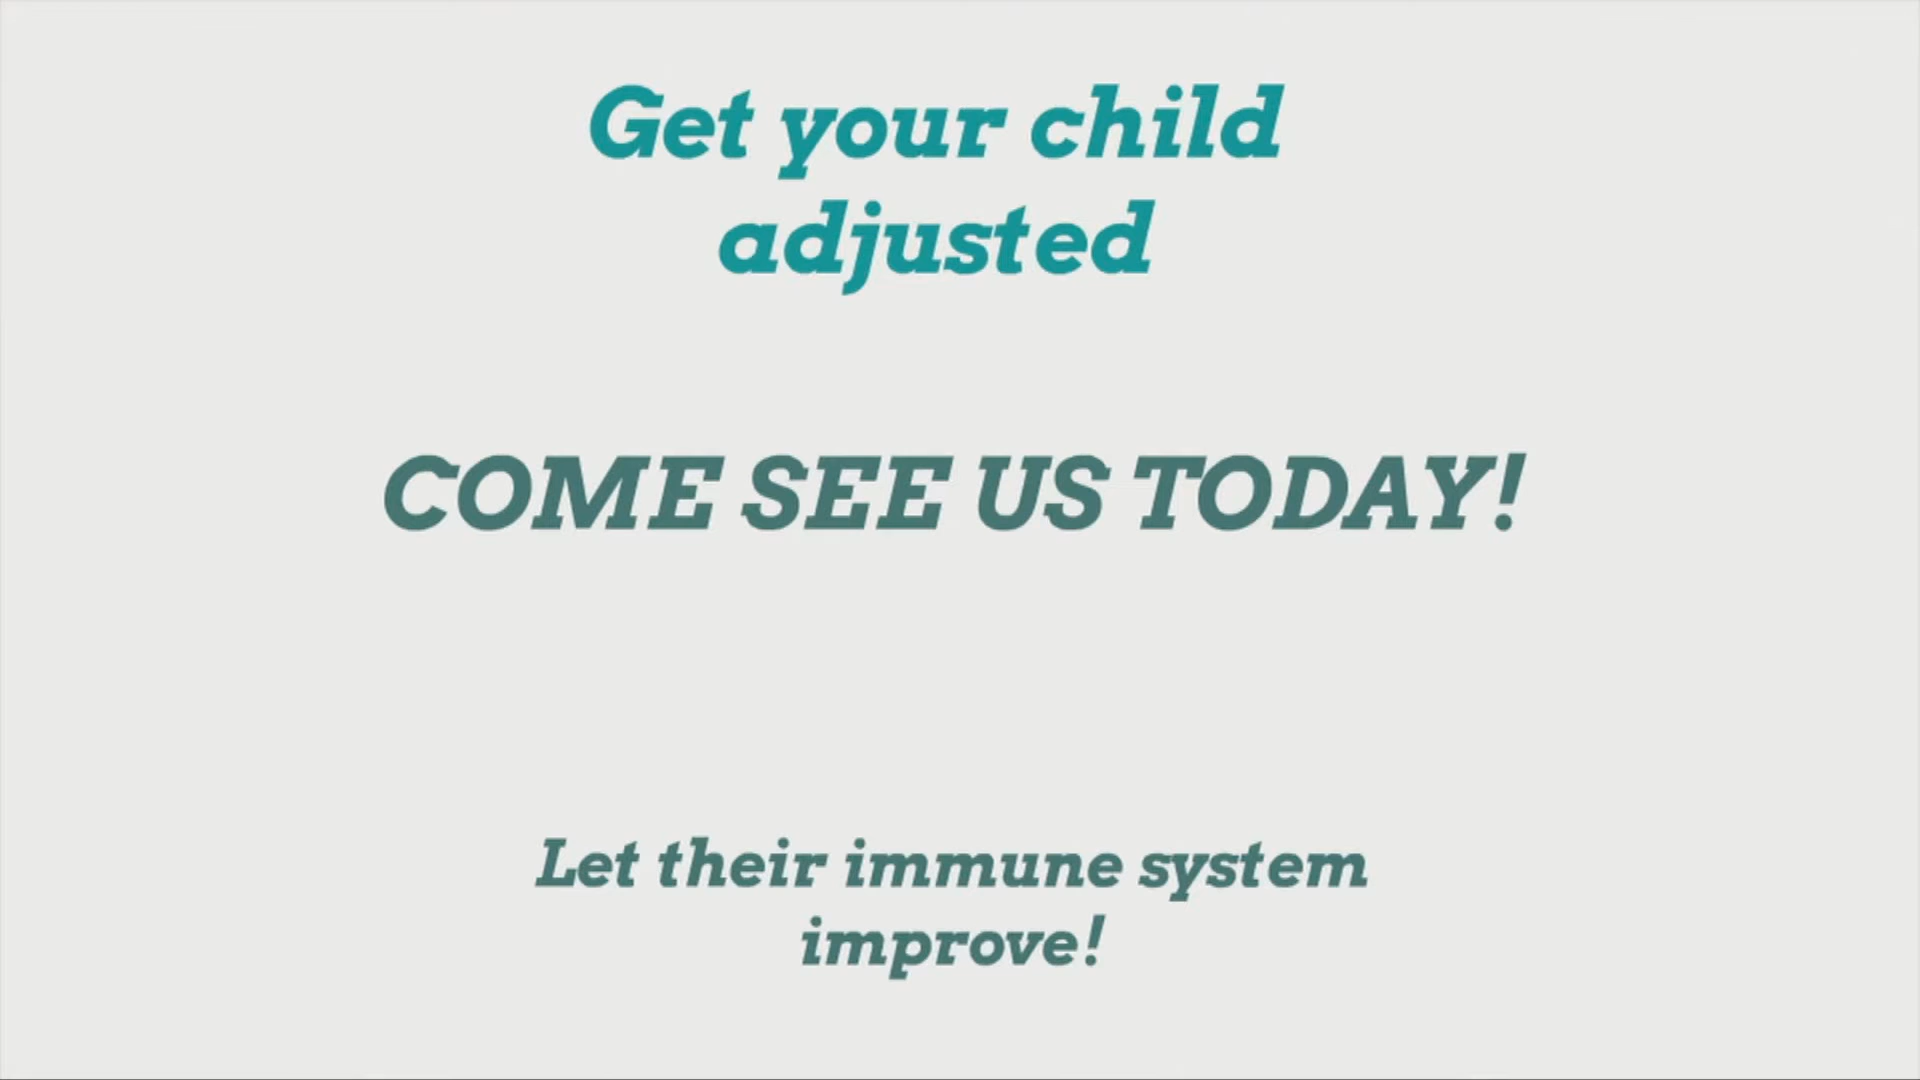 Get your child
adjusted
COME SEE US TODAY!
Let their immune system
improve!